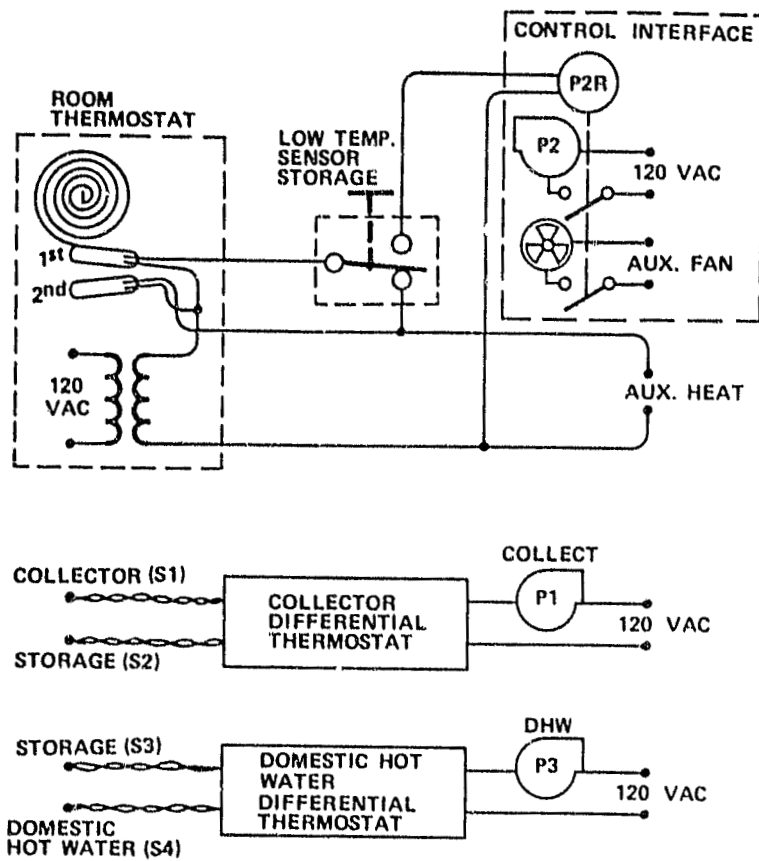 CONTROL INTERFACE
P2R
ROOM
THERMOSTAT
P2
LOW TEMP.
SENSOR
STORAGE
120 VAC
1st
2nd
AUX. FAN
120
VAC
AUX. HEAT
COLLECT
COLLECTOR (S1)
COLLECTOR
DIFFERENTIAL
THERMOSTAT
P1
120 VAC
STORAGE (S2)
DHW
STORAGE (S3)
DOMESTIC HOT
WATER
DIFFERENTIAL
THERMOSTAT
P3
120 VAC
DOMESTIC
HOT WATER (S4)